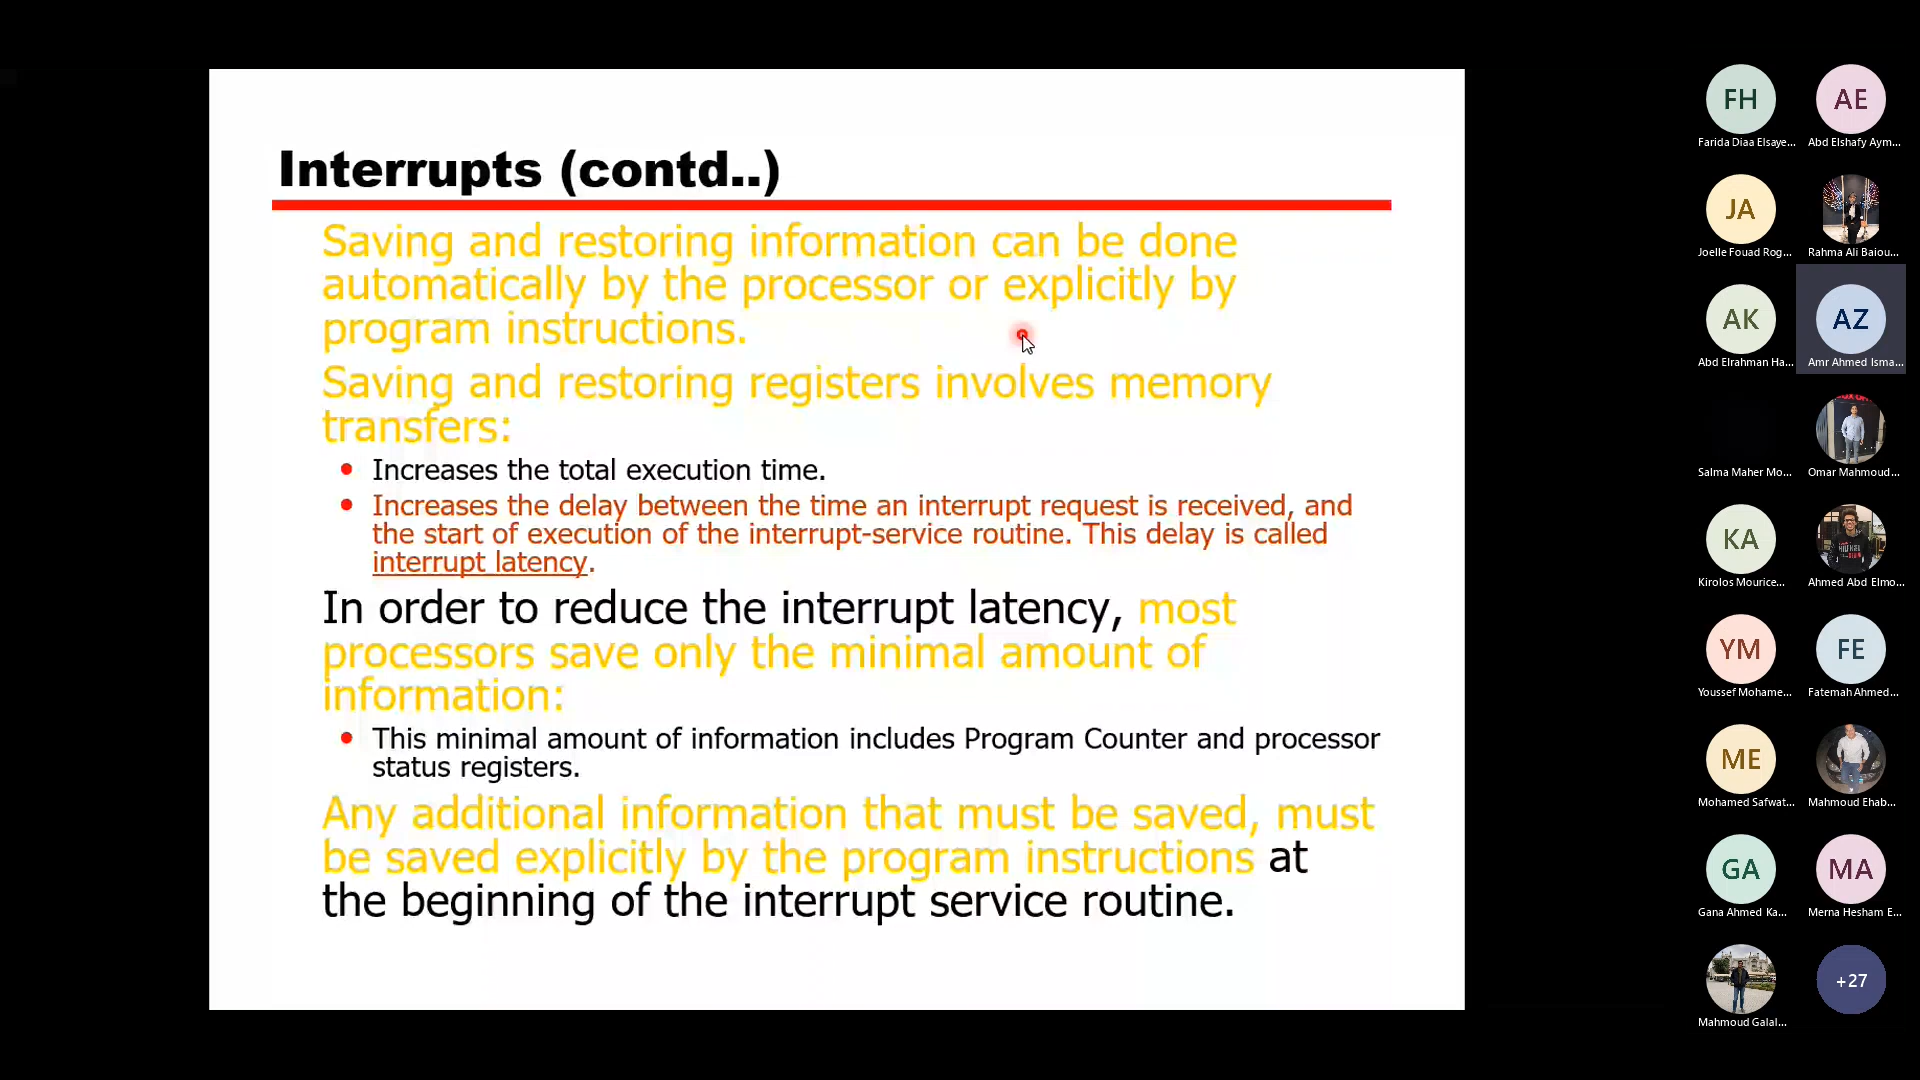 Interrupts (contd..)
Saving and restoring information can be done
automatically by the processor or explicitly by
program instructions.
Saving and restoring registers involves memory
transfers:
• Increases the total execution time.
• Increases the delay between the time an interrupt request is received, and
the start of execution of the interrupt-service routine. This delay is called
interrupt latency.
In order to reduce the interrupt latency, most
processors save only the minimal amount of
information:
• This minimal amount of information includes Program Counter and processor
status registers.
Any additional information that must be saved, must
be saved explicitly by the program instructions at
the beginning of the interrupt service routine.
FH
Farida Diaa Elsaye...
AE
Abd Elshafy Aym...
JA
Joelle Fouad Rog...
Rahma Ali Baiou...
AK
Abd Elrahman Ha...
AZ
Amr Ahmed Isma...
Salma Maher Mo...
Omar Mahmoud...
KA
Kirolos Mourice...
Ahmed Abd Elmo...
YM
Youssef Mohame...
FE
Fatemah Ahmed...
ME
Mohamed Safwat...
Mahmoud Ehab...
GA
Gana Ahmed Ka...
MA
Merna Hesham E...
Mahmoud Galal...
+27